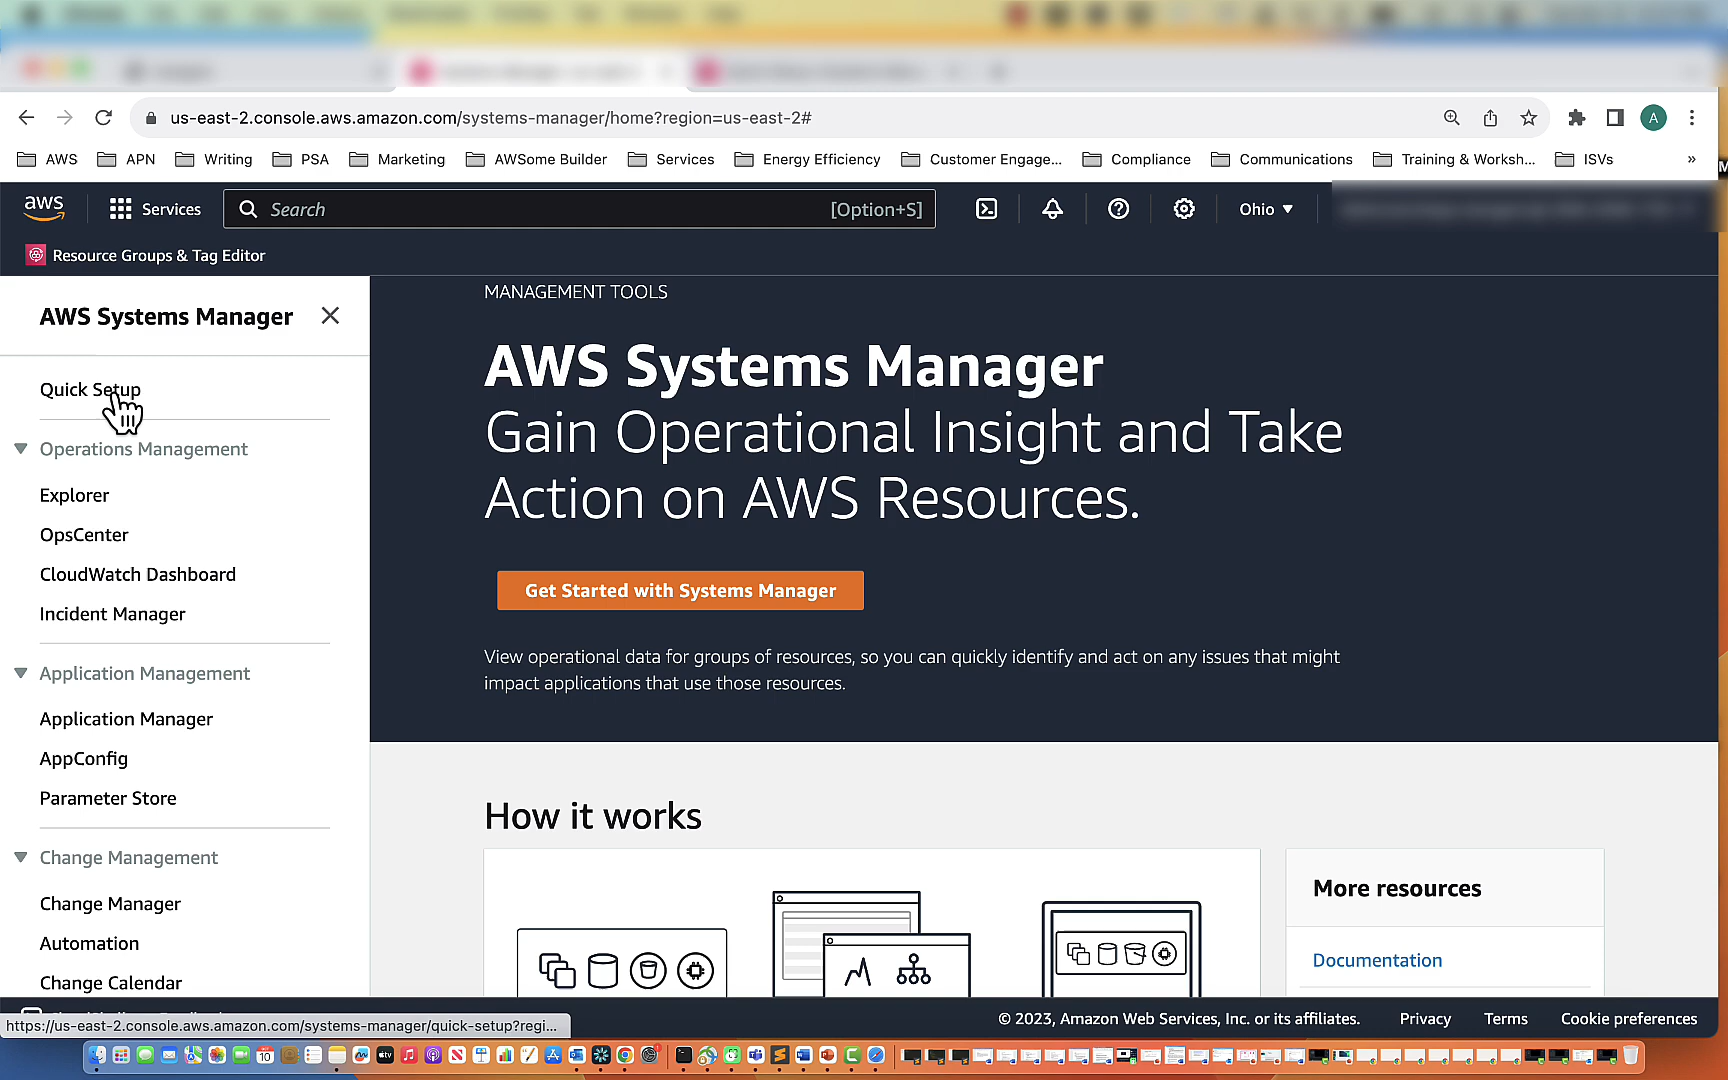 us-east-2.console.aws.amazon.com/systems-manager/home?region=us-east-2#
A
AWS
APN
Writing
PSA
Marketing
AWSome Builder
Services
Energy Efficiency
Customer Engage...
Compliance
Communications
Training & Worksh...
ISVs
»
aws
Services
Search
[Option+S]
Ohio
Resource Groups & Tag Editor
AWS Systems Manager
Quick Setup
Operations Management
Explorer
OpsCenter
CloudWatch Dashboard
Incident Manager
Application Management
Application Manager
AppConfig
Parameter Store
Change Management
Change Manager
Automation
Change Calendar
MANAGEMENT TOOLS
AWS Systems Manager
Gain Operational Insight and Take
Action on AWS Resources.
Get Started with Systems Manager
View operational data for groups of resources, so you can quickly identify and act on any issues that might
impact applications that use those resources.
How it works
More resources
Documentation
https://us-east-2.console.aws.amazon.com/systems-manager/quick-setup?regi...
© 2023, Amazon Web Services, Inc. or its affiliates.
Privacy
Terms
Cookie preferences